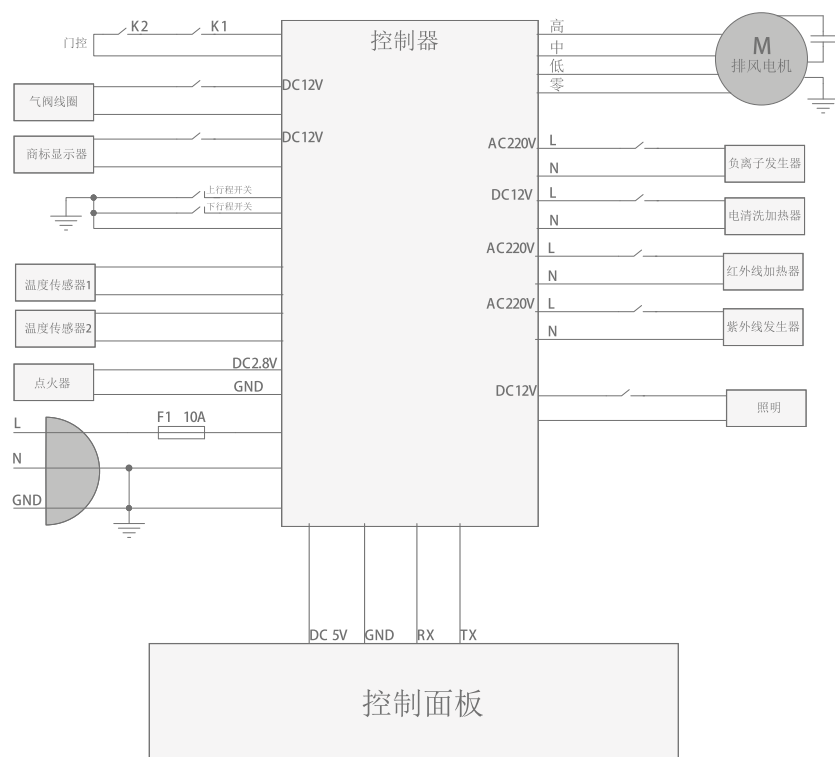 控制器
K2 K1
门控
气阀线圈
DC12V
商标显示器
DC12V
上行程开关
下行程开关
温度传感器1
温度传感器2
点火器
DC2.8V
GND
F1 10A
L
N
GND
高
中
低
零
M
排风电机
AC220V L
N
负离子发生器
DC12V L
N
电清洗加热器
AC220V L
N
红外线加热器
AC220V L
N
紫外线发生器
DC12V
照明
DC 5V GND RX TX
控制面板